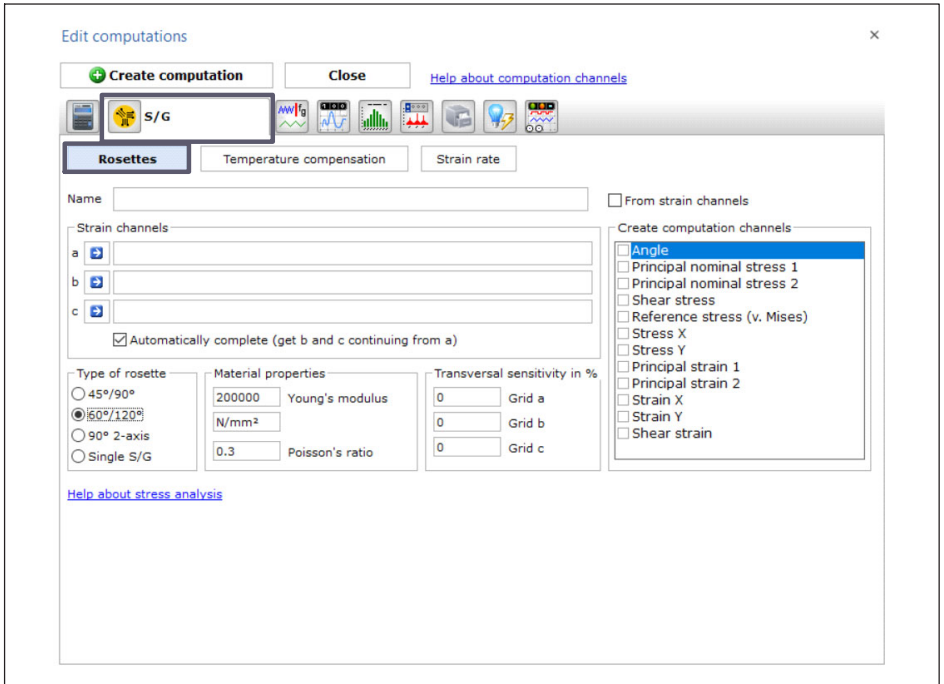 Edit computations
Create computation
Close
Help about computation channels
S/G
Rosettes
Temperature compensation
Strain rate
Name
From strain channels
Strain channels
a
b
c
Automatically complete (get b and c continuing from a)
Create computation channels
Angle
Principal nominal stress 1
Principal nominal stress 2
Shear stress
Reference stress (v. Mises)
Stress X
Stress Y
Principal strain 1
Principal strain 2
Strain X
Strain Y
Shear strain
Type of rosette
45°/90°
60°/120°
90° 2-axis
Single S/G
Material properties
200000 Young's modulus
N/mm²
0.3 Poisson's ratio
Transversal sensitivity in %
0 Grid a
0 Grid b
0 Grid c
Help about stress analysis